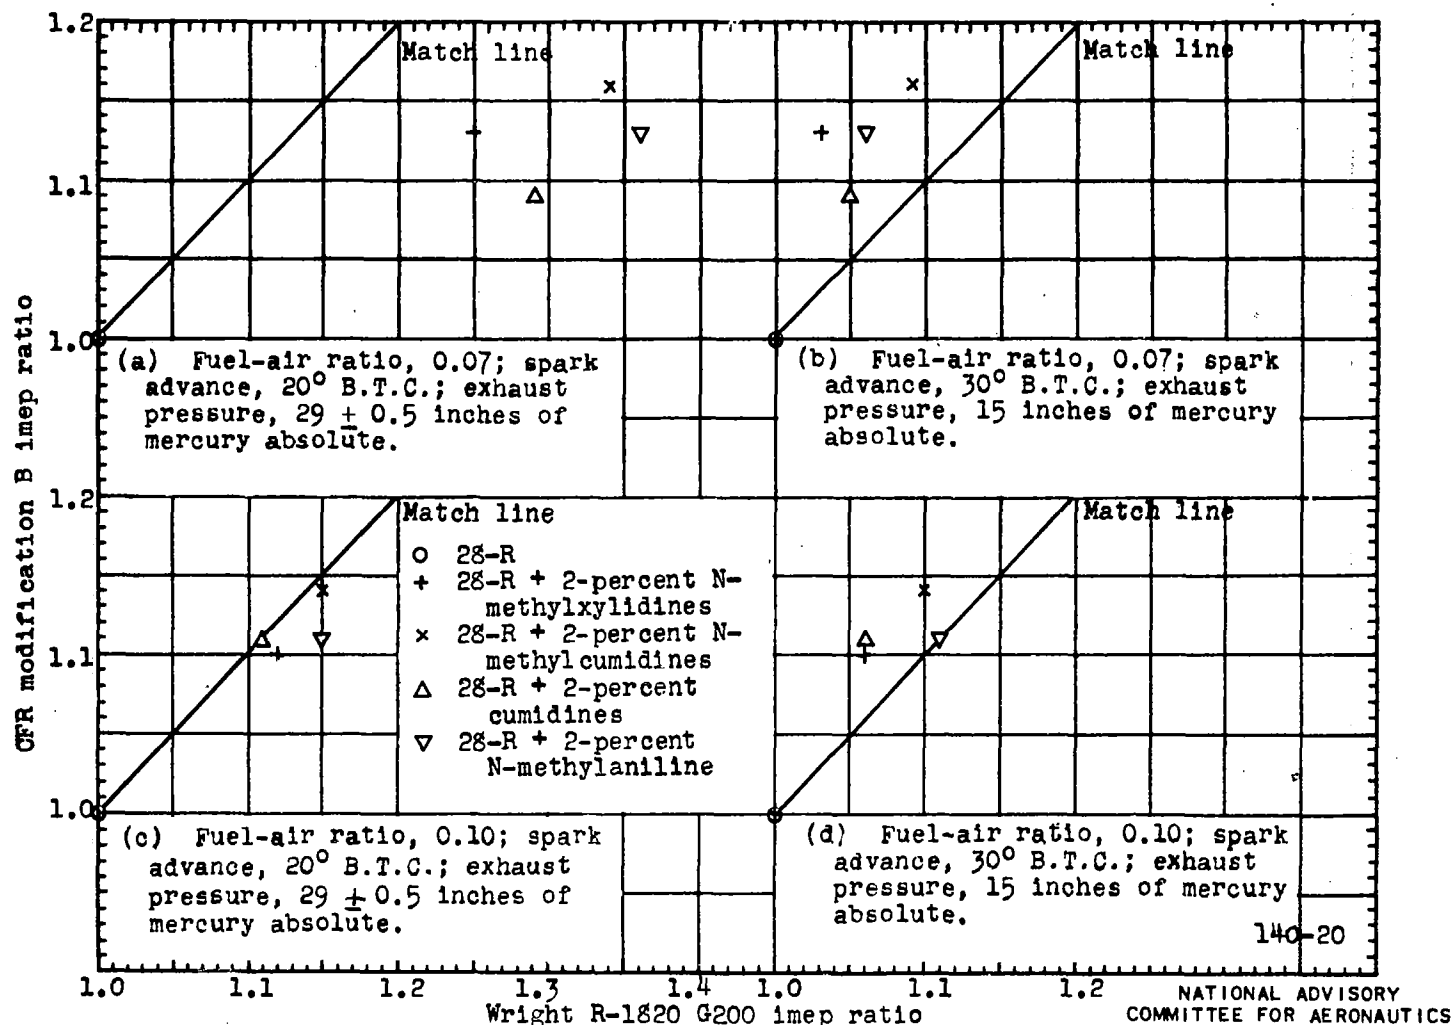 1.2
Match line
Match line
1.1
1.0
(a) Fuel-air ratio, 0.07; spark
advance, 20° B.T.C.; exhaust
pressure, 29 ± 0.5 inches of
mercury absolute.
(b) Fuel-air ratio, 0.07; spark
advance, 30° B.T.C.; exhaust
pressure, 15 inches of mercury
absolute.
CFR modification B imep ratio
1.2
Match line
Match line
28-R
28-R + 2-percent N-
methylxylidines
28-R + 2-percent N-
methylcumidines
28-R + 2-percent
cumidines
28-R + 2-percent
N-methylaniline
1.1
1.0
(c) Fuel-air ratio, 0.10; spark
advance, 20° B.T.C.; exhaust
pressure, 29 ± 0.5 inches of
mercury absolute.
(d) Fuel-air ratio, 0.10; spark
advance, 30° B.T.C.; exhaust
pressure, 15 inches of mercury
absolute.
140-20
1.0 1.1 1.2 1.3 1.4 1.0 1.1 1.2
Wright R-1820 G200 imep ratio
NATIONAL ADVISORY
COMMITTEE FOR AERONAUTICS